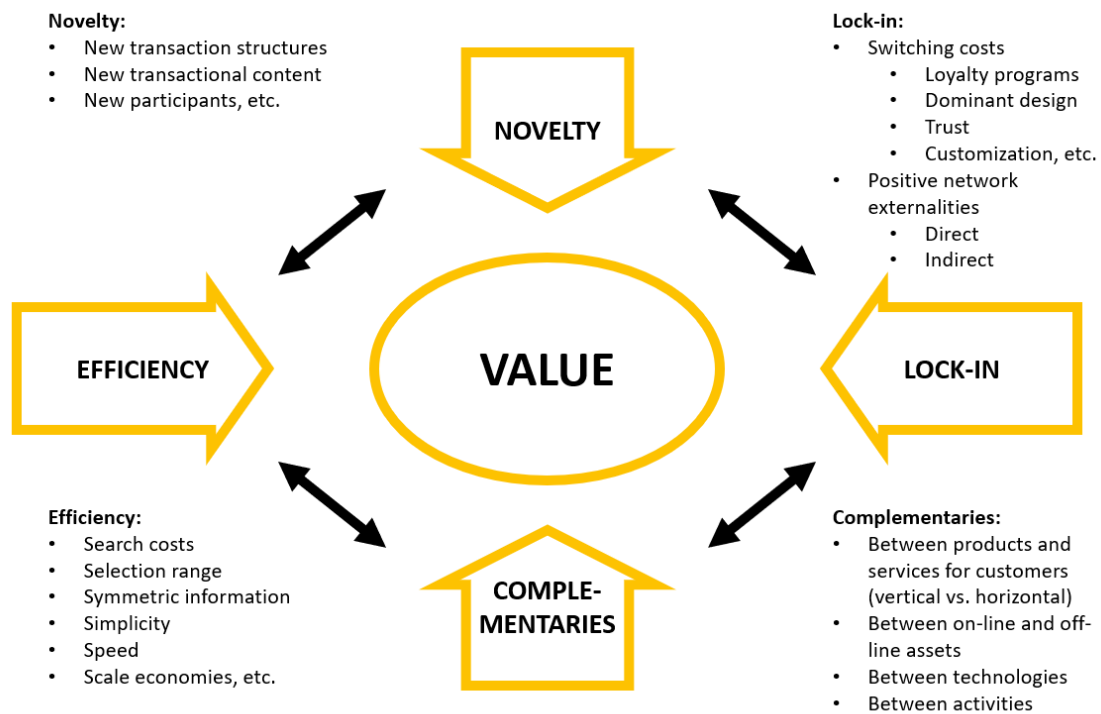 Novelty:
• New transaction structures
• New transactional content
• New participants, etc.
Lock-in:
• Switching costs
• Loyalty programs
• Dominant design
• Trust
• Customization, etc.
• Positive network
externalities
• Direct
• Indirect
NOVELTY
EFFICIENCY
VALUE
LOCK-IN
COMPLE-
MENTARIES
Efficiency:
• Search costs
• Selection range
• Symmetric information
• Simplicity
• Speed
• Scale economies, etc.
Complementaries:
• Between products and
services for customers
(vertical vs. horizontal)
• Between on-line and off-
line assets
• Between technologies
• Between activities